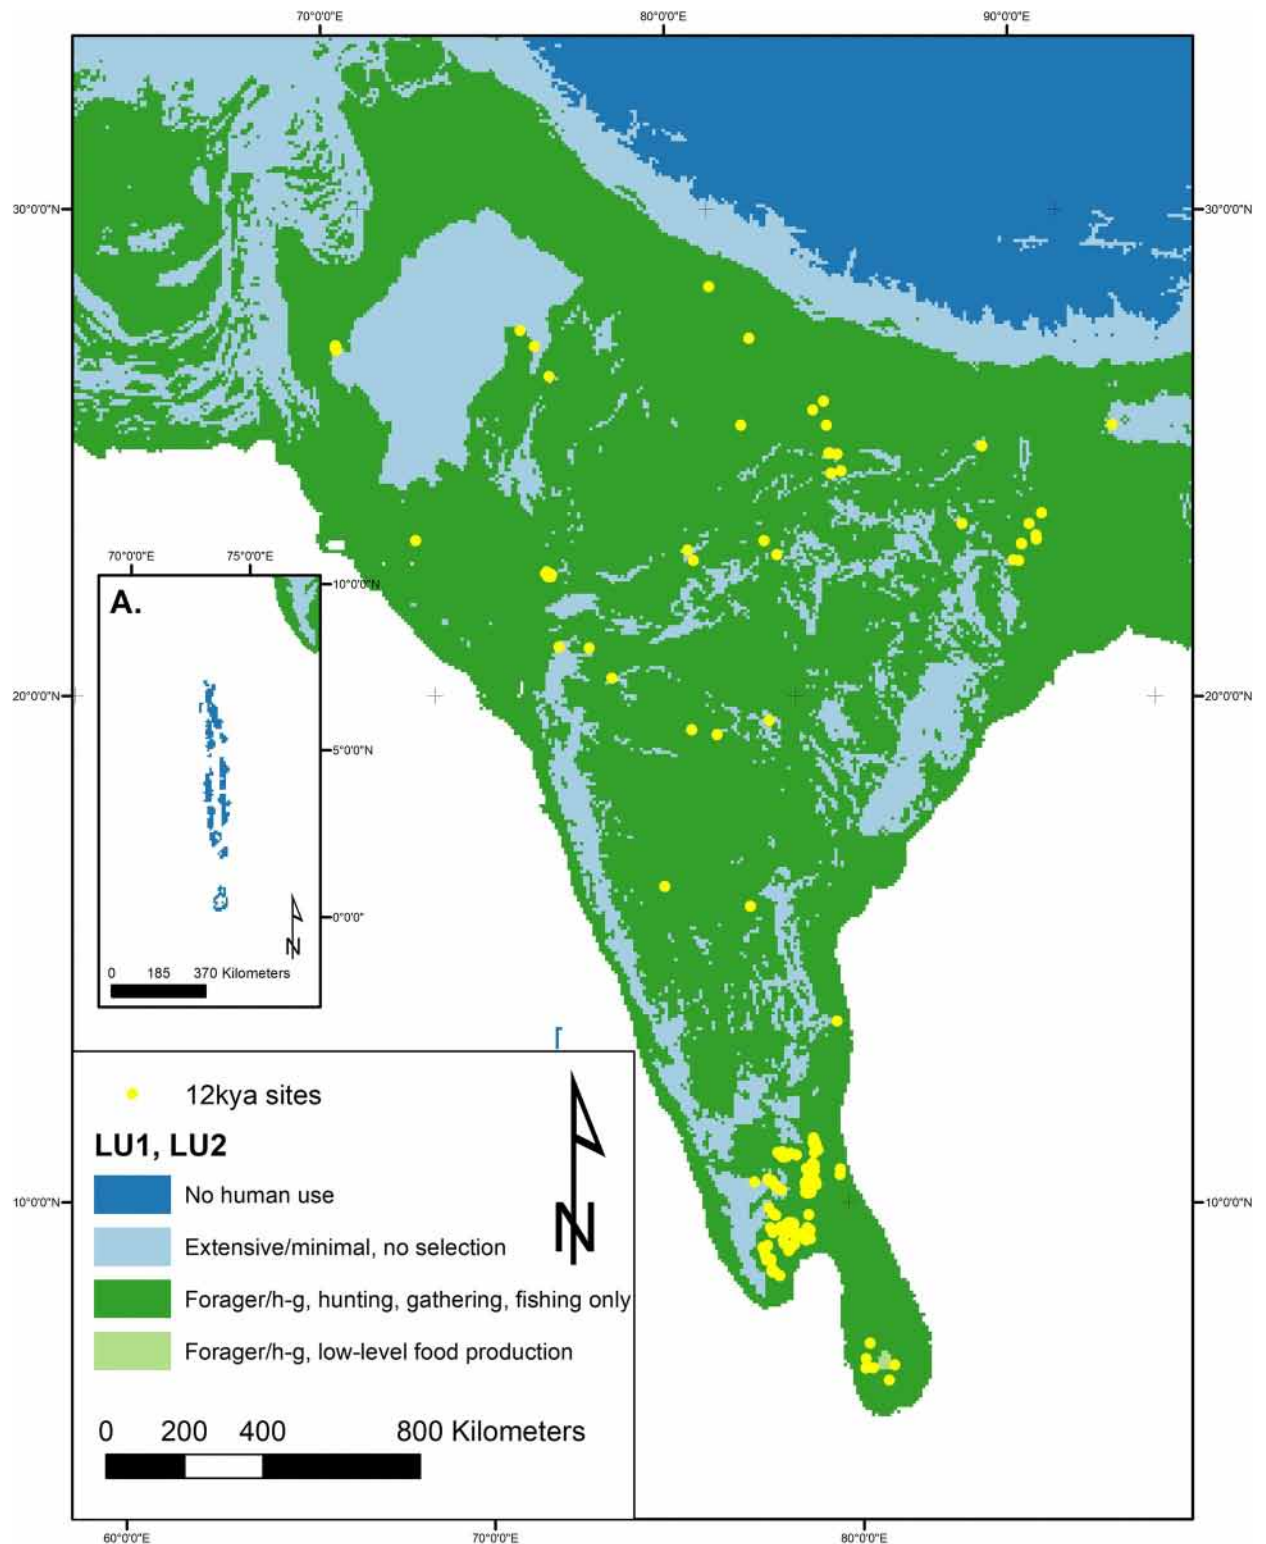 70°0'0"E 80°0'0"E 90°0'0"E
30°0'0"N 30°0'0"N
70°0'0"E 75°0'0"E
A.
10°0'0"N
20°0'0"N 20°0'0"N
5°0'0"N
0°0'0"
N
0 185 370 Kilometers
12kya sites
LU1, LU2
No human use
10°0'0"N 10°0'0"N
N
Extensive/minimal, no selection
Forager/h-g, hunting, gathering, fishing only
Forager/h-g, low-level food production
0 200 400 800 Kilometers
60°0'0"E 70°0'0"E 80°0'0"E